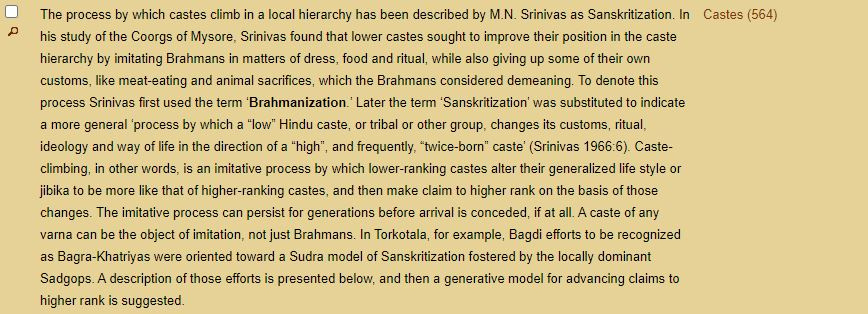 The process by which castes climb in a local hierarchy has been described by M.N. Srinivas as Sanskritization. In Castes (564)
his study of the Coorgs of Mysore, Srinivas found that lower castes sought to improve their position in the caste
hierarchy by imitating Brahmans in matters of dress, food and ritual, while also giving up some of their own
customs, like meat-eating and animal sacrifices, which the Brahmans considered demeaning. To denote this
process Srinivas first used the term ‘Brahmanization.’ Later the term ‘Sanskritization’ was substituted to indicate
a more general ‘process by which a “low” Hindu caste, or tribal or other group, changes its customs, ritual,
ideology and way of life in the direction of a “high”, and frequently, “twice-born” caste’ (Srinivas 1966:6). Caste-
climbing, in other words, is an imitative process by which lower-ranking castes alter their generalized life style or
jibika to be more like that of higher-ranking castes, and then make claim to higher rank on the basis of those
changes. The imitative process can persist for generations before arrival is conceded, if at all. A caste of any
varna can be the object of imitation, not just Brahmans. In Torkotala, for example, Bagdi efforts to be recognized
as Bagra-Khatriyas were oriented toward a Sudra model of Sanskritization fostered by the locally dominant
Sadgops. A description of those efforts is presented below, and then a generative model for advancing claims to
higher rank is suggested.